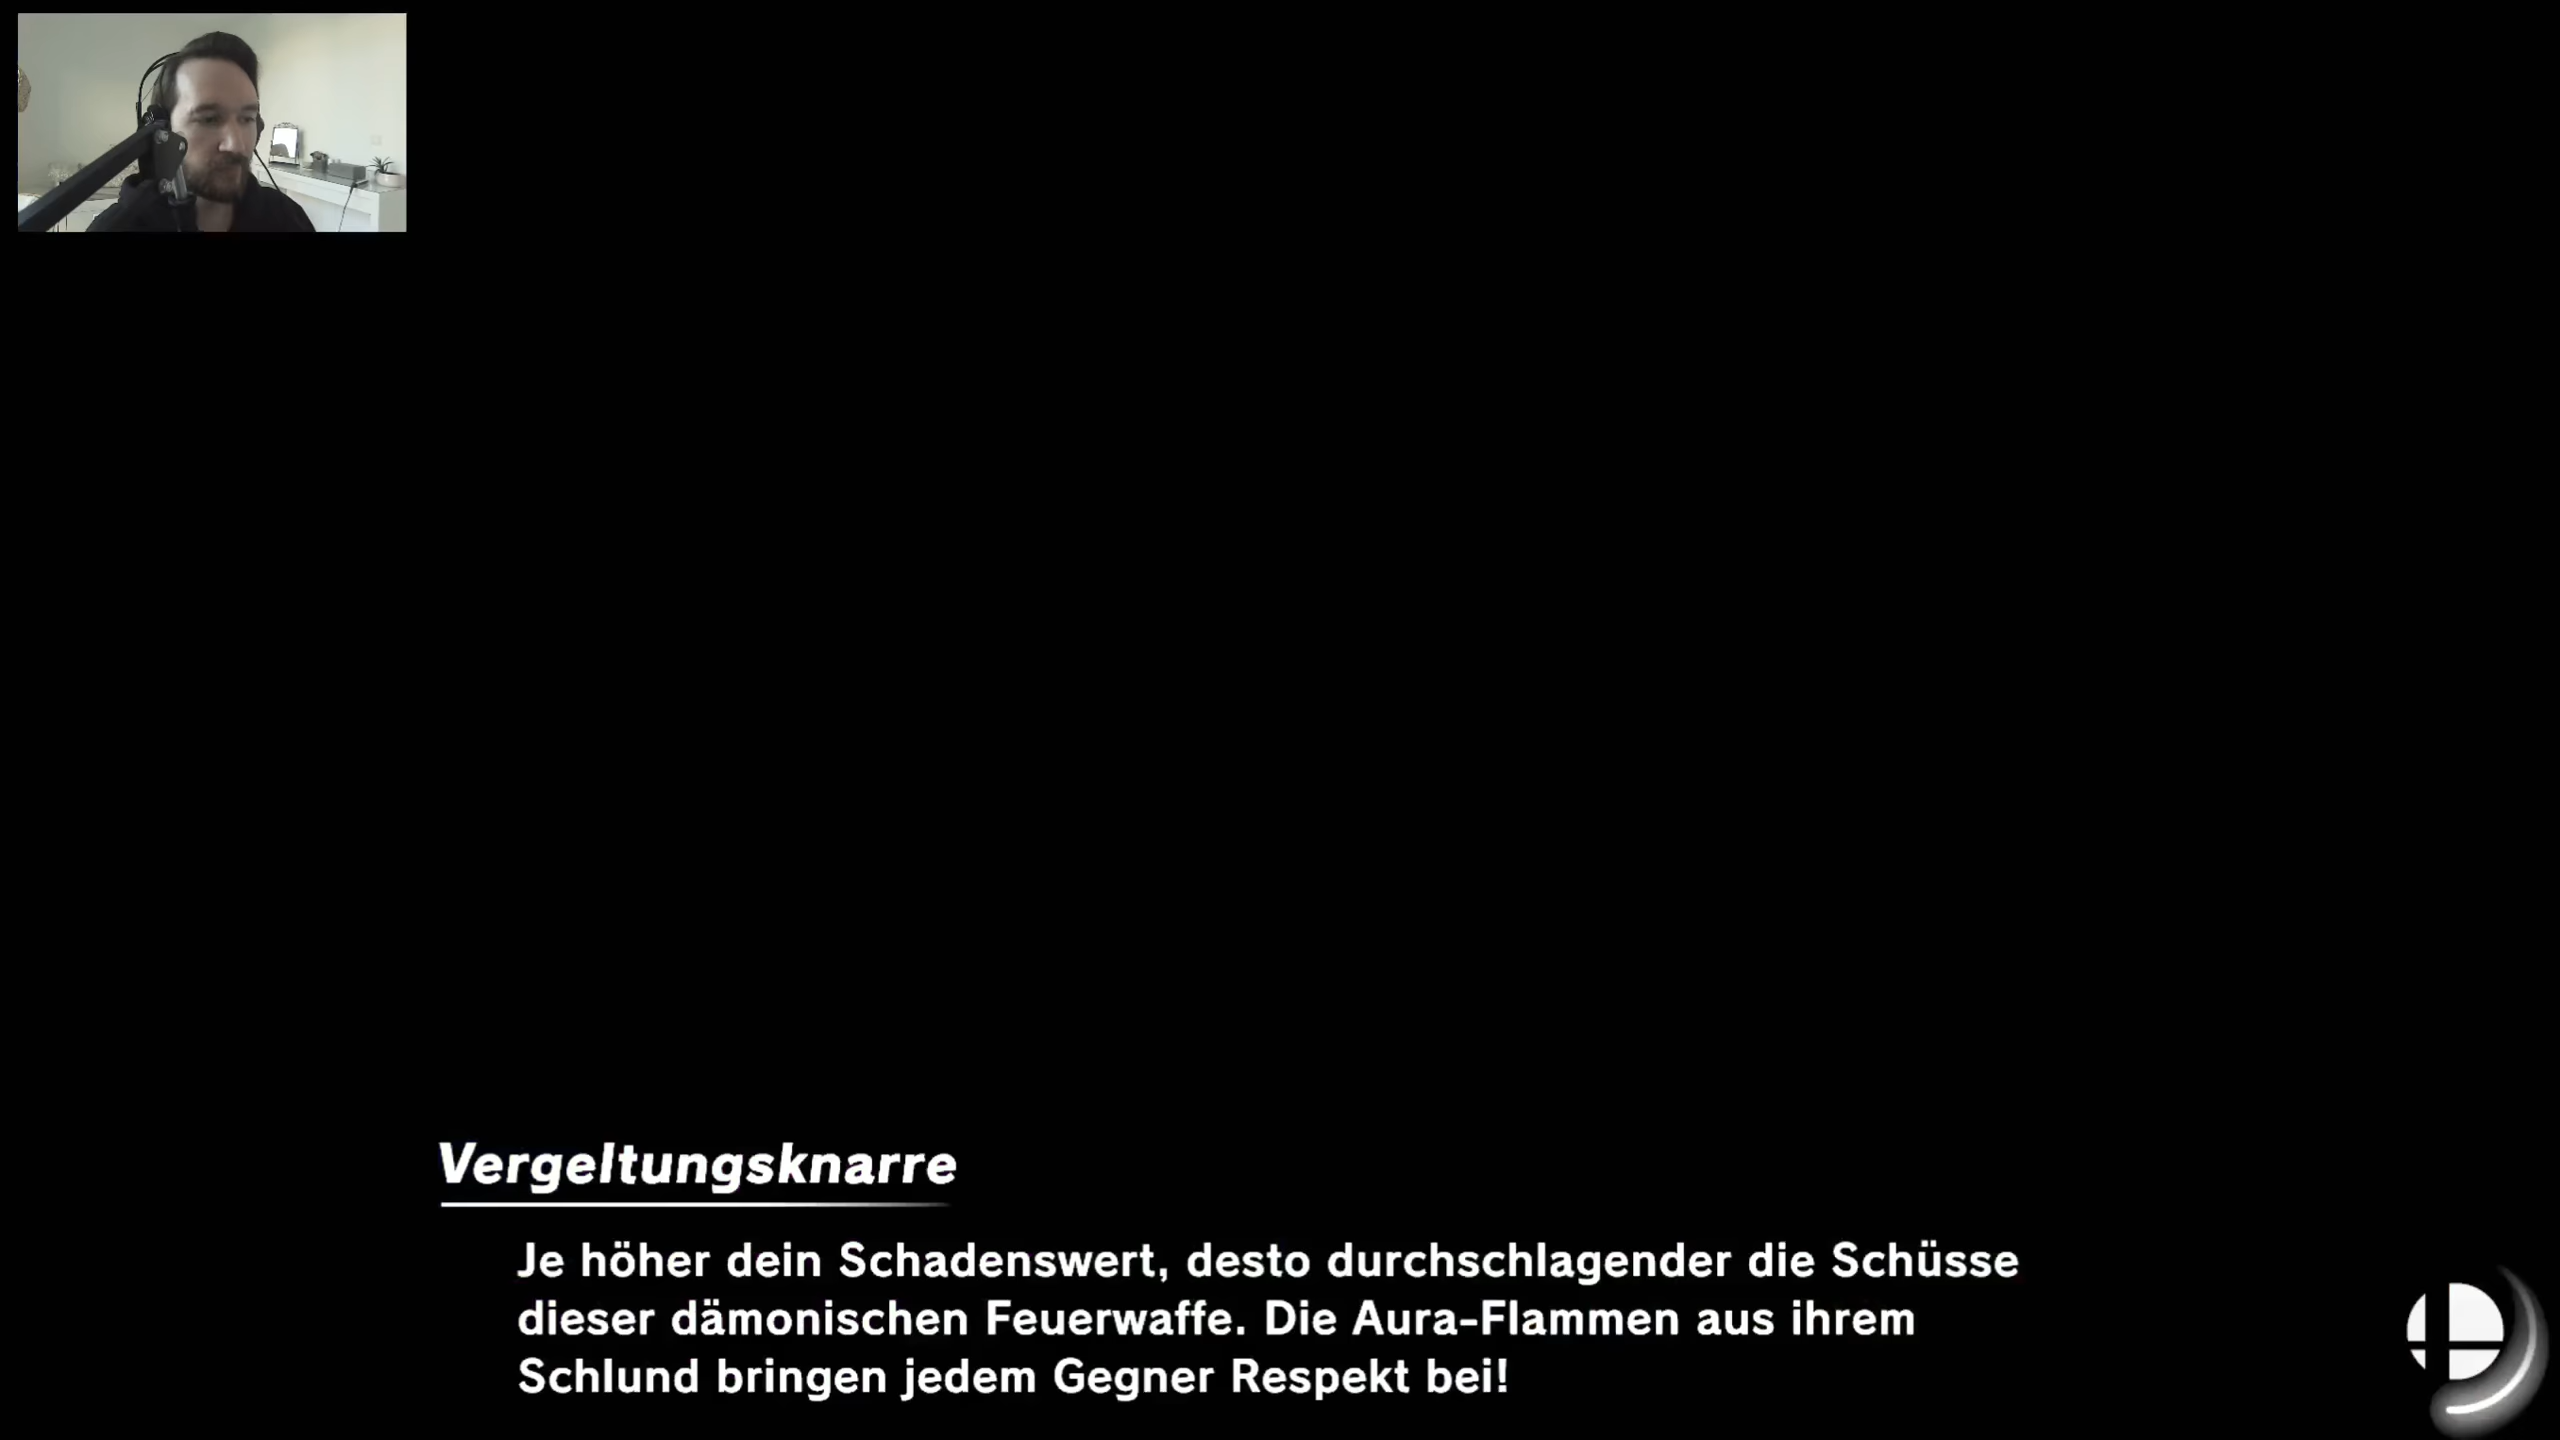 Vergeltungsknarre
Je höher dein Schadenswert, desto durchschlagender die Schüsse
dieser dämonischen Feuerwaffe. Die Aura-Flammen aus ihrem
Schlund bringen jedem Gegner Respekt bei!